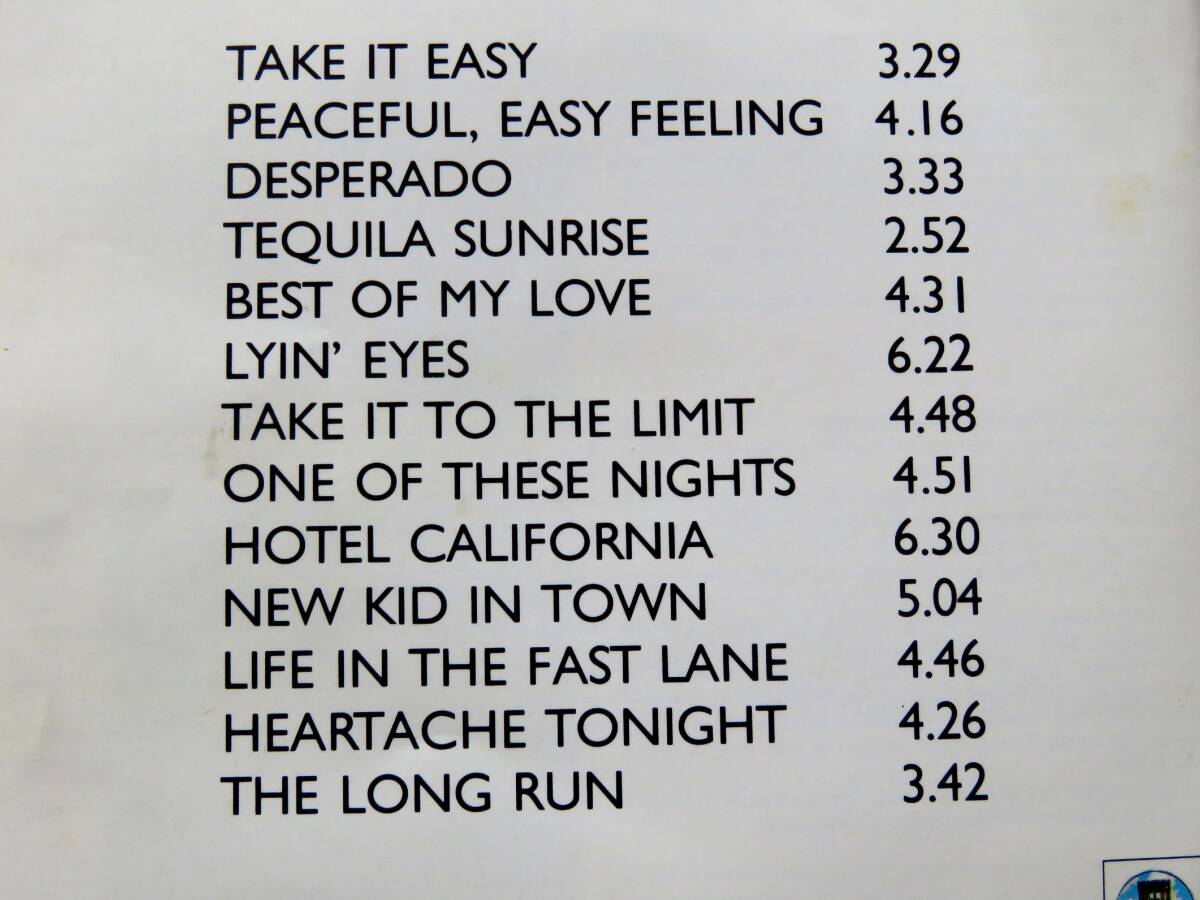 TAKE IT EASY 3.29
PEACEFUL, EASY FEELING 4.16
DESPERADO 3.33
TEQUILA SUNRISE 2.52
BEST OF MY LOVE 4.31
LYIN’ EYES 6.22
TAKE IT TO THE LIMIT 4.48
ONE OF THESE NIGHTS 4.51
HOTEL CALIFORNIA 6.30
NEW KID IN TOWN 5.04
LIFE IN THE FAST LANE 4.46
HEARTACHE TONIGHT 4.26
THE LONG RUN 3.42